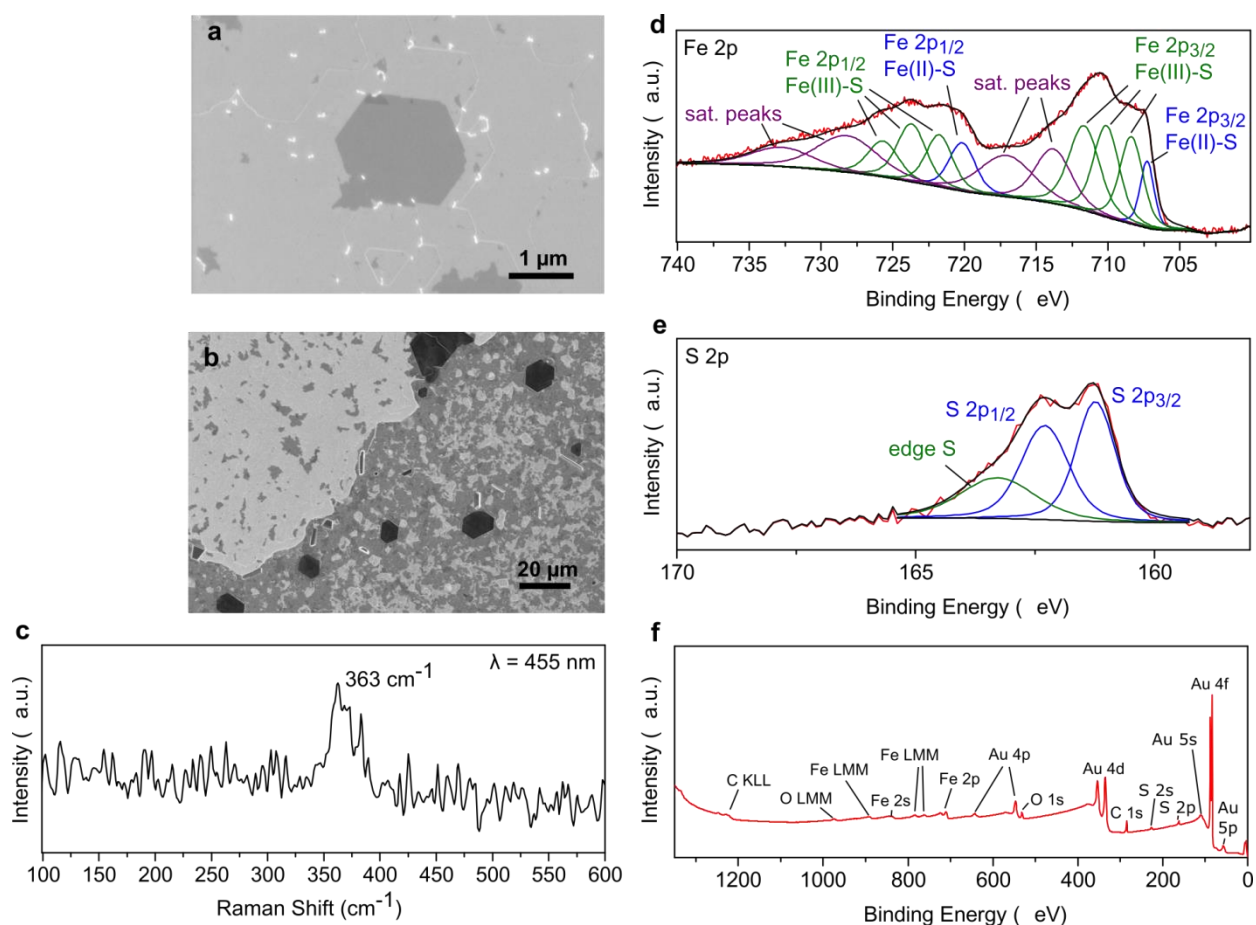 a
1 µm
b
20 µm
c
λ = 455 nm
363 cm-1
Intensity ( a.u.)
100 150 200 250 300 350 400 450 500 550 600
Raman Shift (cm-1)
d
Fe 2p
Fe 2p1/2
Fe(III)-S
Fe 2p1/2
Fe(II)-S
Fe 2p3/2
Fe(III)-S
sat. peaks
sat. peaks
Fe 2p3/2
Fe(II)-S
Intensity ( a.u.)
740 735 730 725 720 715 710 705
Binding Energy ( eV)
e
S 2p
S 2p1/2
S 2p3/2
edge S
Intensity ( a.u.)
170 165 160
Binding Energy ( eV)
f
Au 4f
Au 5s
Fe LMM
Au 4p
Au 4d
Fe LMM
Fe 2p
S 2s
C KLL
O LMM
Fe 2s
O 1s
C 1s
S 2p
Au
5p
Intensity ( a.u.)
1200 1000 800 600 400 200 0
Binding Energy ( eV)